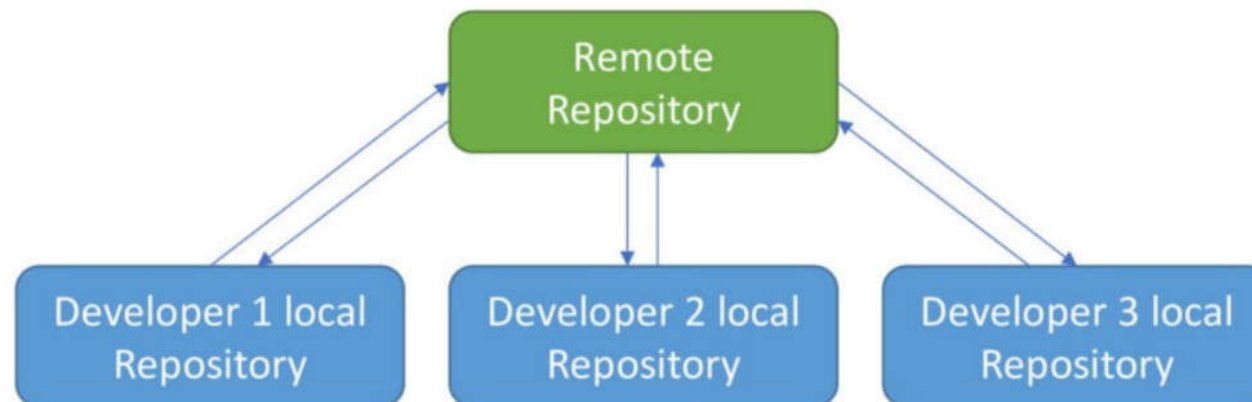 Remote
Repository
Developer 1 local
Repository
Developer 2 local
Repository
Developer 3 local
Repository